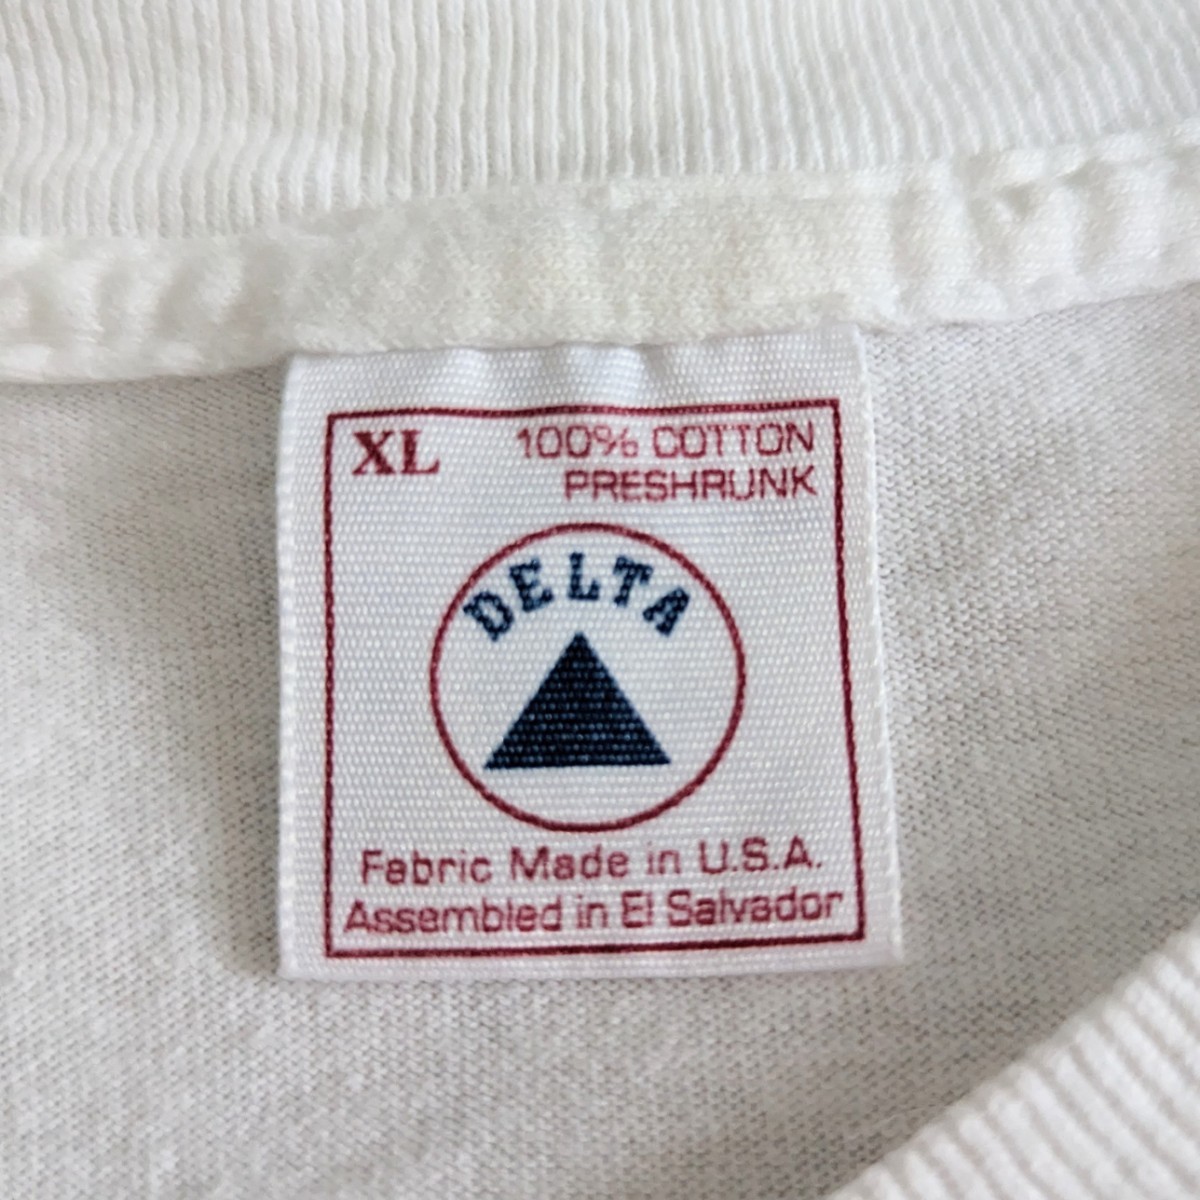 XL 100% COTTON
PRESHRUNK
DELTA
Fabric Made in U.S.A.
Assembled in El Salvador